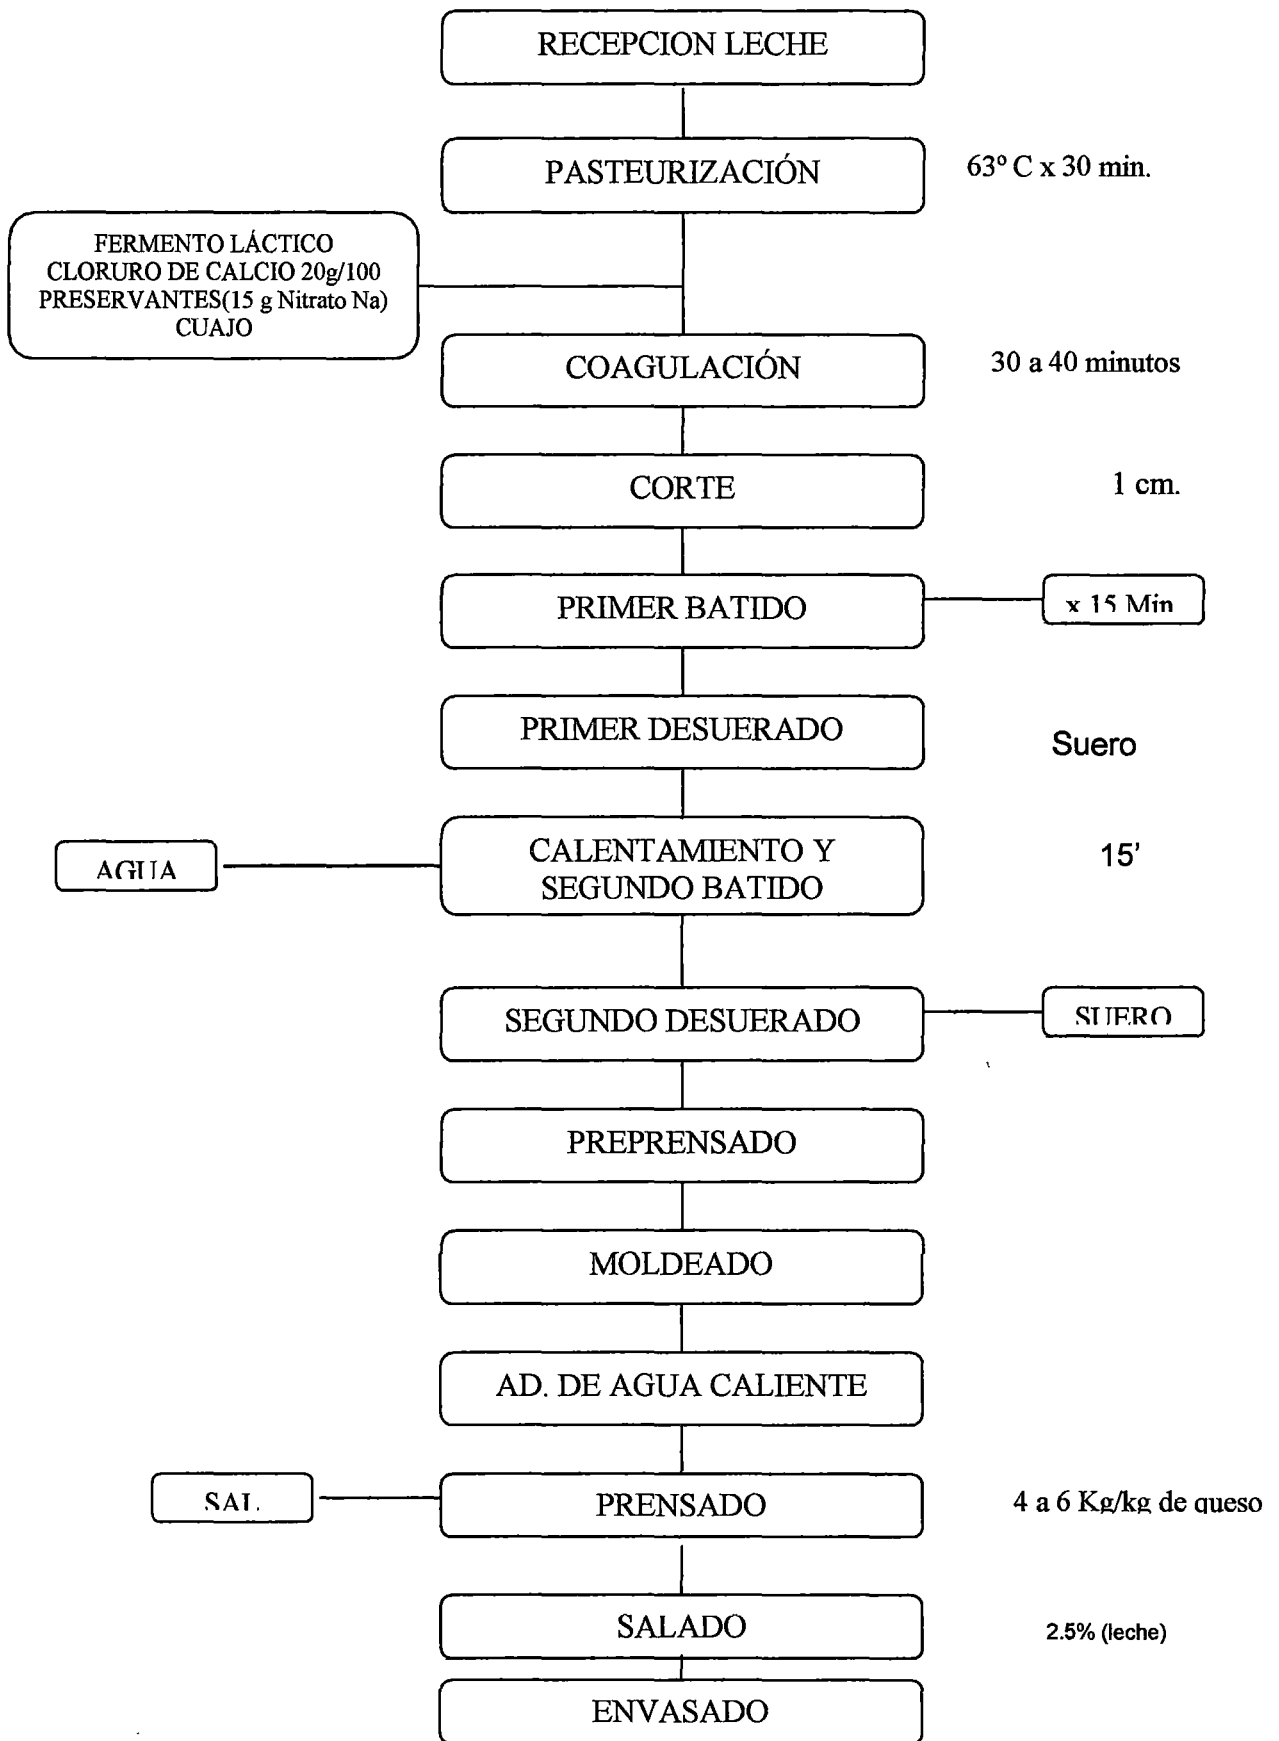 RECEPCION LECHE
PASTEURIZACIÓN
63º C x 30 min.
FERMENTO LÁCTICO
CLORURO DE CALCIO 20g/100
PRESERVANTES(15 g Nitrato Na)
CUAJO
COAGULACIÓN
30 a 40 minutos
CORTE
1 cm.
PRIMER BATIDO
x 15 Min
PRIMER DESUERADO
Suero
CALENTAMIENTO Y
SEGUNDO BATIDO
15’
AGUA
SEGUNDO DESUERADO
SUERO
PREPRENSADO
MOLDEADO
AD. DE AGUA CALIENTE
SAL
PRENSADO
4 a 6 Kg/kg de queso
SALADO
2.5% (leche)
ENVASADO